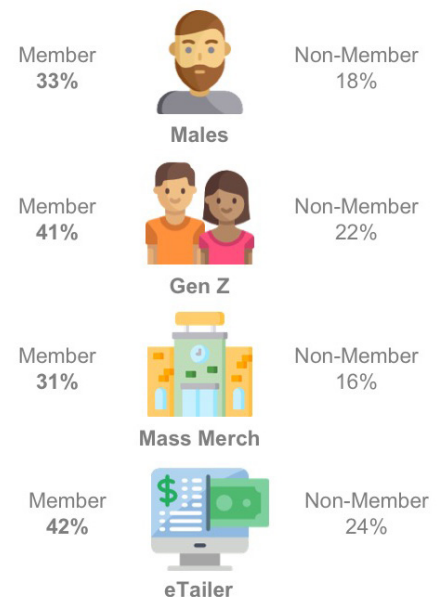 Member
33%
Non-Member
18%
Males
Member
41%
Non-Member
22%
Gen Z
Member
31%
Non-Member
16%
Mass Merch
Member
42%
$
Non-Member
24%
eTailer